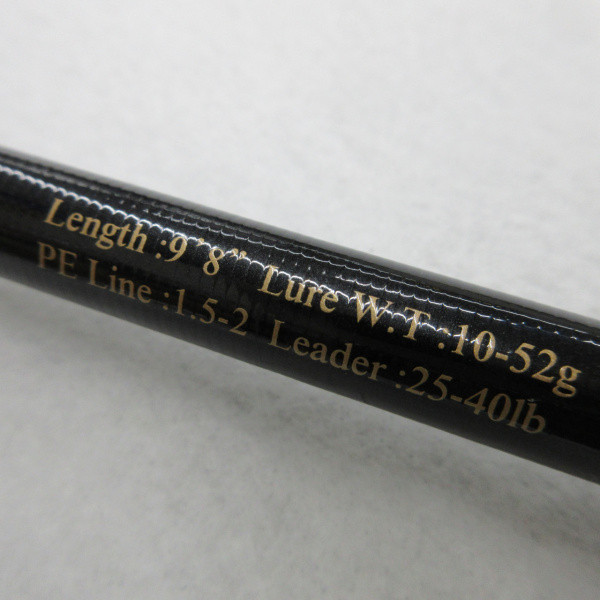 Length :9 '8" Lure W.T :10-52g
PE Line :1.5-2 Leader :25-40lb